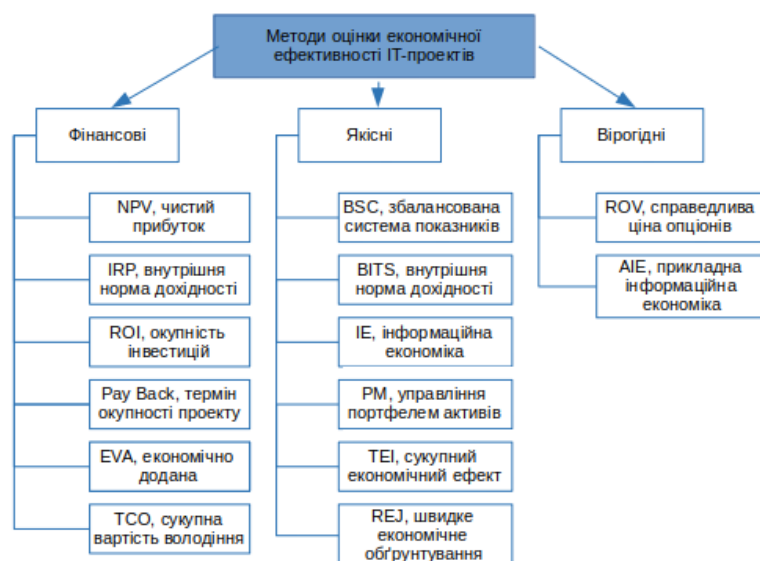 Методи оцінки економічної
ефективності ІТ-проектів
Фінансові
Якісні
Вірогідні
NPV, чистий
прибуток
IRP, внутрішня
норма дохідності
ROI, окупність
інвестицій
Pay Back, термін
окупності проекту
EVA, економічно
додана
TCO, сукупна
вартість володіння
BSC, збалансована
система показників
BITS, внутрішня
норма дохідності
IE, інформаційна
економіка
PM, управління
портфелем активів
TEI, сукупний
економічний ефект
REJ, швидке
економічне
обґрунтування
ROV, справедлива
ціна опціонів
AIE, прикладна
інформаційна
економіка